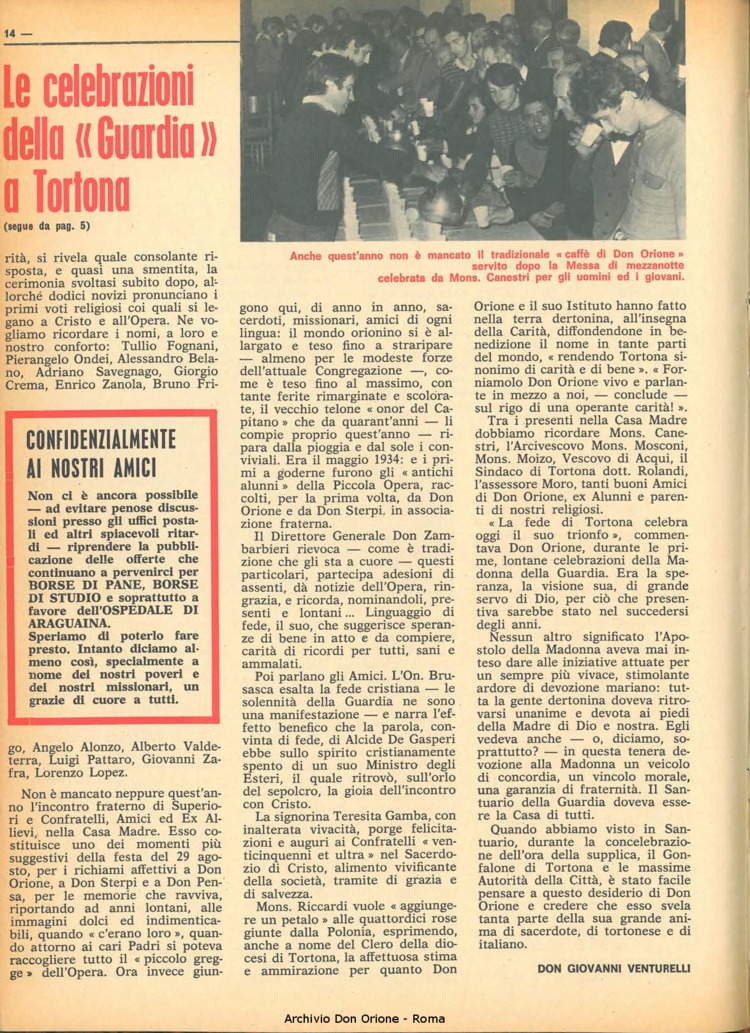 14 —
Le celebrazioni
della « Guardia »
a Tortona
(segue da pag. 5)
Anche quest'anno non è mancato il tradizionale « caffè di Don Orione »
servito dopo la Messa di mezzanotte
celebrata da Mons. Canestri per gli uomini ed i giovani.
rità, si rivela quale consolante ri-
sposta, e quasi una smentita, la
cerimonia svoltasi subito dopo, al-
lorché dodici novizi pronunciano i
primi voti religiosi coi quali si le-
gano a Cristo e all'Opera. Ne vo-
gliamo ricordare i nomi, a loro e
nostro conforto: Tullio Fognani,
Pierangelo Ondei, Alessandro Bela-
no, Adriano Savegnago, Giorgio
Crema, Enrico Zanola, Bruno Fri-
go, Angelo Alonzo, Alberto Valde-
terra, Luigi Pattaro, Giovanni Za-
fra, Lorenzo Lopez.
Non è mancato neppure quest'an-
no l'incontro fraterno di Superio-
ri e Confratelli, Amici ed Ex Al-
lievi, nella Casa Madre. Esso co-
stituisce uno dei momenti più
suggestivi della festa del 29 ago-
sto, per i richiami affettivi a Don
Orione, a Don Sterpi e a Don Pen-
sa, per le memorie che ravviva,
riportando ad anni lontani, alle
immagini dolci ed indimentica-
bili, quando « c'erano loro », quan-
do attorno ai cari Padri si poteva
raccogliere tutto il « piccolo greg-
ge » dell'Opera. Ora invece giun-
CONFIDENZIALMENTE
AI NOSTRI AMICI
Non ci è ancora possibile
— ad evitare penose discus-
sioni presso gli uffici posta-
li ed altri spiacevoli ritar-
di — riprendere la pubbli-
cazione delle offerte che
continuano a pervenirci per
BORSE DI PANE, BORSE
DI STUDIO e soprattutto a
favore dell'OSPEDALE DI
ARAGUAINA.
Speriamo di poterlo fare
presto. Intanto diciamo al-
meno così, specialmente a
nome dei nostri poveri e
dei nostri missionari, un
grazie di cuore a tutti.
gono qui, di anno in anno, sa-
cerdoti, missionari, amici di ogni
lingua: il mondo orionino si è al-
largato e teso fino a straripare
— almeno per le modeste forze
dell'attuale Congregazione —, co-
me è teso fino al massimo, con
tante ferite rimarginate e scolora-
te, il vecchio telone « onor del Ca-
pitano » che da quarant'anni — li
compie proprio quest'anno — ri-
para dalla pioggia e dal sole i con-
viviali. Era il maggio 1934: e i pri-
mi a goderne furono gli « antichi
alunni » della Piccola Opera, rac-
colti, per la prima volta, da Don
Orione e da Don Sterpi, in associa-
zione fraterna.
Il Direttore Generale Don Zam-
barbieri rievoca — come è tradi-
zione che gli sta a cuore — questi
particolari, partecipa adesioni di
assenti, dà notizie dell'Opera, rin-
grazia, e ricorda, nominandoli, pre-
senti e lontani ... Linguaggio di
fede, il suo, che suggerisce speran-
ze di bene in atto e da compiere,
carità di ricordi per tutti, sani e
ammalati.
Poi parlano gli Amici. L'On. Bru-
sasca esalta la fede cristiana — le
solennità della Guardia ne sono
una manifestazione — e narra l'ef-
fetto benefico che la parola, con-
vinta di fede, di Alcide De Gasperi
ebbe sullo spirito cristianamente
spento di un suo Ministro degli
Esteri, il quale ritrovò, sull'orlo
del sepolcro, la gioia dell'incontro
con Cristo.
La signorina Teresita Gamba, con
inalterata vivacità, porge felicita-
zioni e auguri ai Confratelli « ven-
ticinquenni et ultra » nel Sacerdo-
zio di Cristo, alimento vivificante
della società, tramite di grazia e
di salvezza.
Mons. Riccardi vuole « aggiunge-
re un petalo » alle quattordici rose
giunte dalla Polonia, esprimendo,
anche a nome del Clero della dio-
cesi di Tortona, la affettuosa stima
e ammirazione per quanto Don
Orione e il suo Istituto hanno fatto
nella terra dertonina, all'insegna
della Carità, diffondendone in be-
nedizione il nome in tante parti
del mondo, « rendendo Tortona si-
nonimo di carità e di bene ». « For-
niamolo Don Orione vivo e parlan-
te in mezzo a noi, — conclude —
sul rigo di una operante carità! ».
Tra i presenti nella Casa Madre
dobbiamo ricordare Mons. Cane-
stri, l'Arcivescovo Mons. Mosconi,
Mons. Moizo, Vescovo di Acqui, il
Sindaco di Tortona dott. Rolandi,
l'assessore Moro, tanti buoni Amici
di Don Orione, ex Alunni e paren-
ti di nostri religiosi.
« La fede di Tortona celebra
oggi il suo trionfo », commen-
tava Don Orione, durante le pri-
me, lontane celebrazioni della Ma-
donna della Guardia. Era la spe-
ranza, la visione sua, di grande
servo di Dio, per ciò che presen-
tiva sarebbe stato nel succedersi
degli anni.
Nessun altro significato l'Apo-
stolo della Madonna aveva mai in-
teso dare alle iniziative attuate per
un sempre più vivace, stimolante
ardore di devozione mariano: tut-
ta la gente dertonina doveva ritro-
varsi unanime e devota ai piedi
della Madre di Dio e nostra. Egli
vedeva anche — o, diciamo, so-
prattutto? — in questa tenera de-
vozione alla Madonna un veicolo
di concordia, un vincolo morale,
una garanzia di fraternità. Il San-
tuario della Guardia doveva esse-
re la Casa di tutti.
Quando abbiamo visto in San-
tuario, durante la concelebrazio-
ne dell'ora della supplica, il Gon-
falone di Tortona e le massime
Autorità della Città, è stato facile
pensare a questo desiderio di Don
Orione e credere che esso svela
tanta parte della sua grande ani-
ma di sacerdote, di tortonese e di
italiano.
DON GIOVANNI VENTURELLI
Archivio Don Orione - Roma